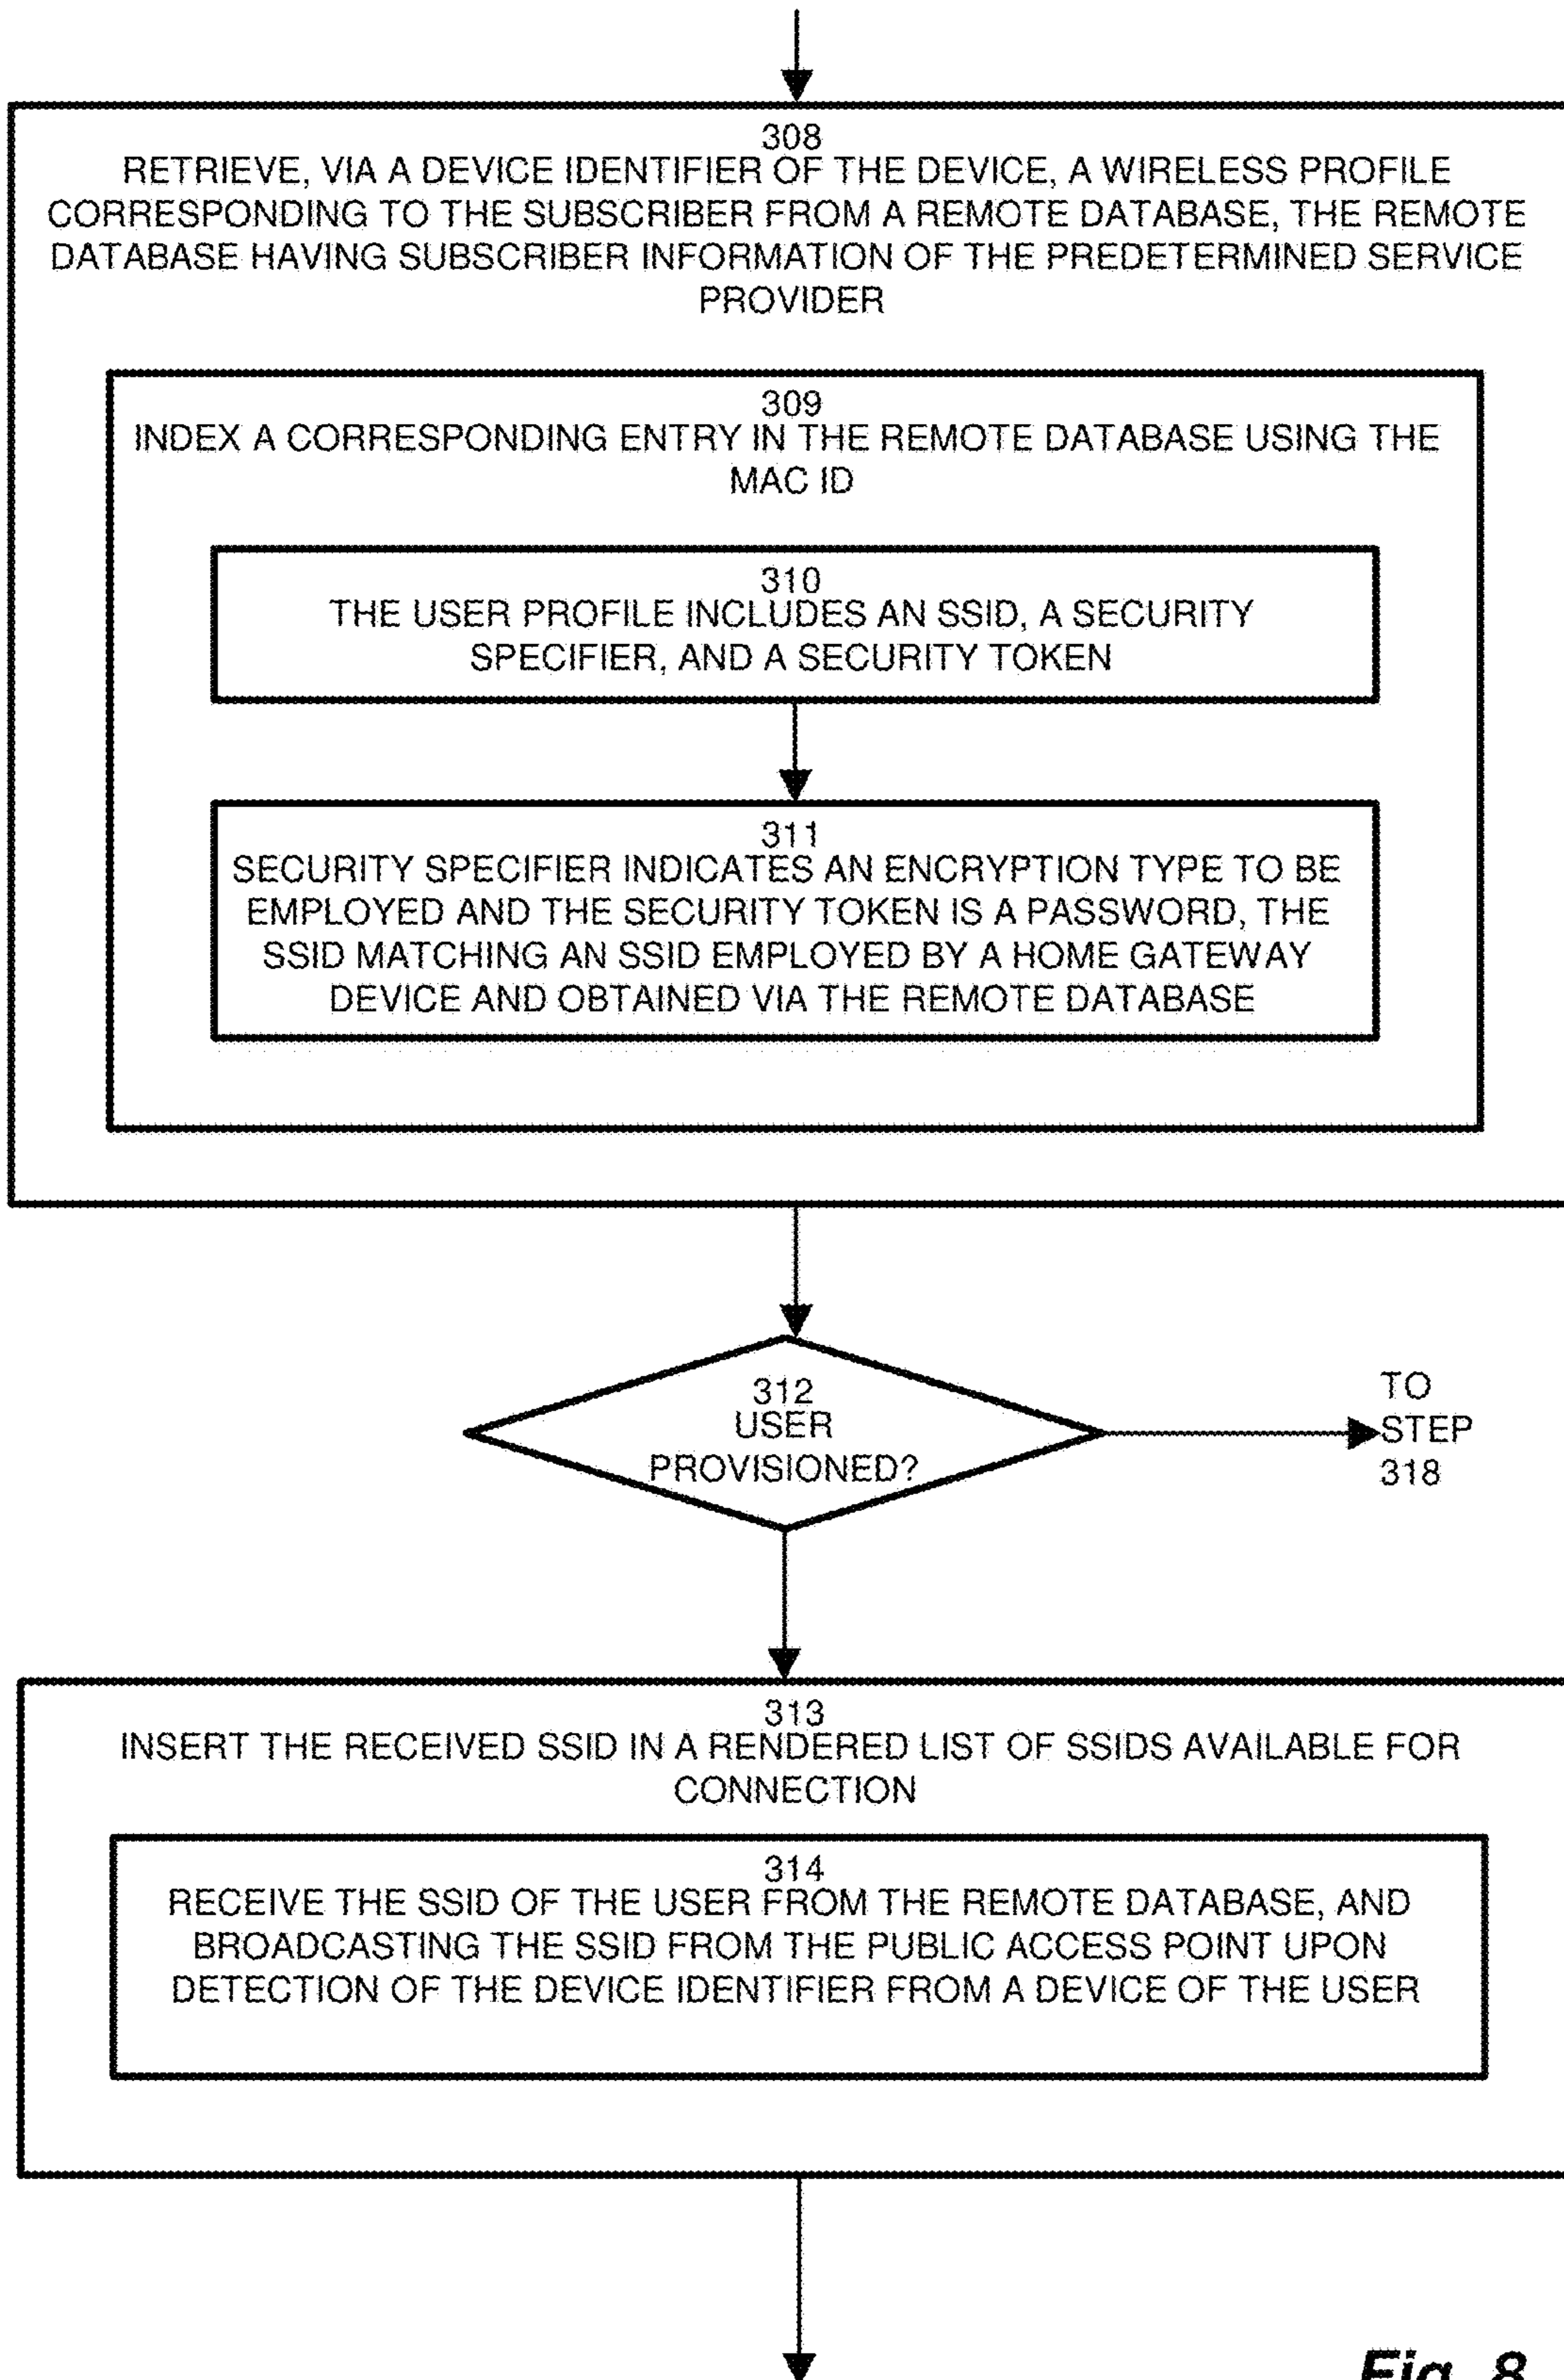 308
RETRIEVE, VIA A DEVICE IDENTIFIER OF THE DEVICE, A WIRELESS PROFILE
CORRESPONDING TO THE SUBSCRIBER FROM A REMOTE DATABASE, THE REMOTE
DATABASE HAVING SUBSCRIBER INFORMATION OF THE PREDETERMINED SERVICE
PROVIDER
309
INDEX A CORRESPONDING ENTRY IN THE REMOTE DATABASE USING THE
MAC ID
310
THE USER PROFILE INCLUDES AN SSID, A SECURITY
SPECIFIER, AND A SECURITY TOKEN
311
SECURITY SPECIFIER INDICATES AN ENCRYPTION TYPE TO BE
EMPLOYED AND THE SECURITY TOKEN IS A PASSWORD, THE
SSID MATCHING AN SSID EMPLOYED BY A HOME GATEWAY
DEVICE AND OBTAINED VIA THE REMOTE DATABASE
312
USER
PROVISIONED?
TO
STEP
318
313
INSERT THE RECEIVED SSID IN A RENDERED LIST OF SSIDS AVAILABLE FOR
CONNECTION
314
RECEIVE THE SSID OF THE USER FROM THE REMOTE DATABASE, AND
BROADCASTING THE SSID FROM THE PUBLIC ACCESS POINT UPON
DETECTION OF THE DEVICE IDENTIFIER FROM A DEVICE OF THE USER
Fig. 8